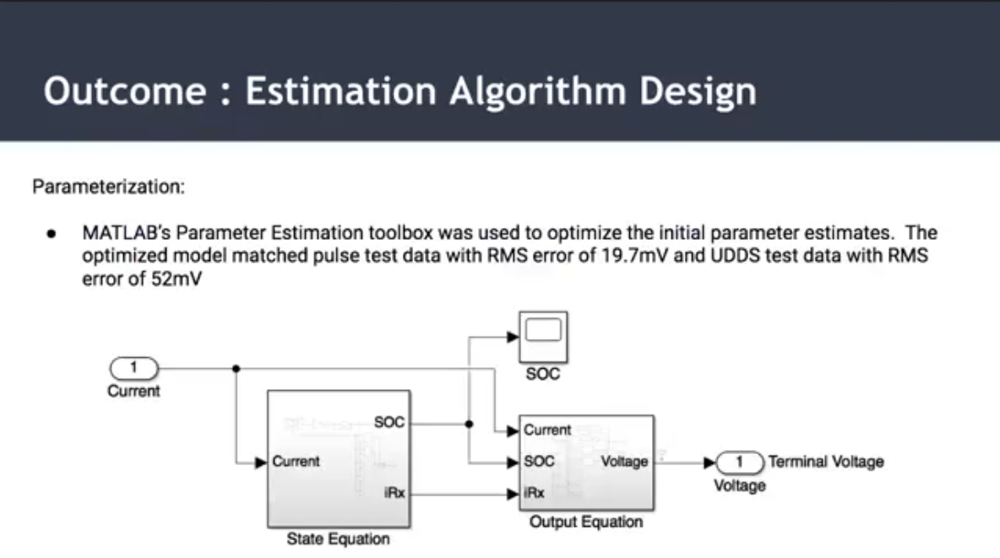 Outcome : Estimation Algorithm Design
Parameterization:
● MATLAB's Parameter Estimation toolbox was used to optimize the initial parameter estimates. The
optimized model matched pulse test data with RMS error of 19.7mV and UDDS test data with RMS
error of 52mV
1
Current
SOC
SOC
Current
iRx
State Equation
Current
SOC
Voltage
iRx
Output Equation
1
Terminal Voltage
Voltage